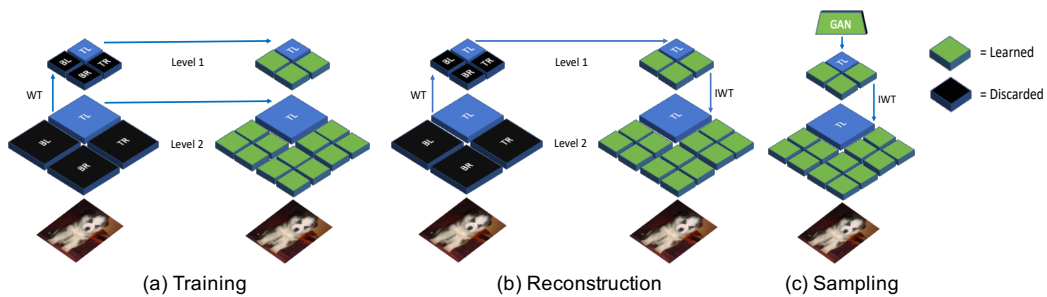 TL
BL
TR
BR
Level 1
WT
TL
BL
TR
BR
Level 2
TL
TL
(a) Training
TL
BL
TR
BR
Level 1
WT
TL
BL
TR
BR
Level 2
TL
IWT
TL
(b) Reconstruction
GAN
TL
IWT
TL
(c) Sampling
= Learned
= Discarded